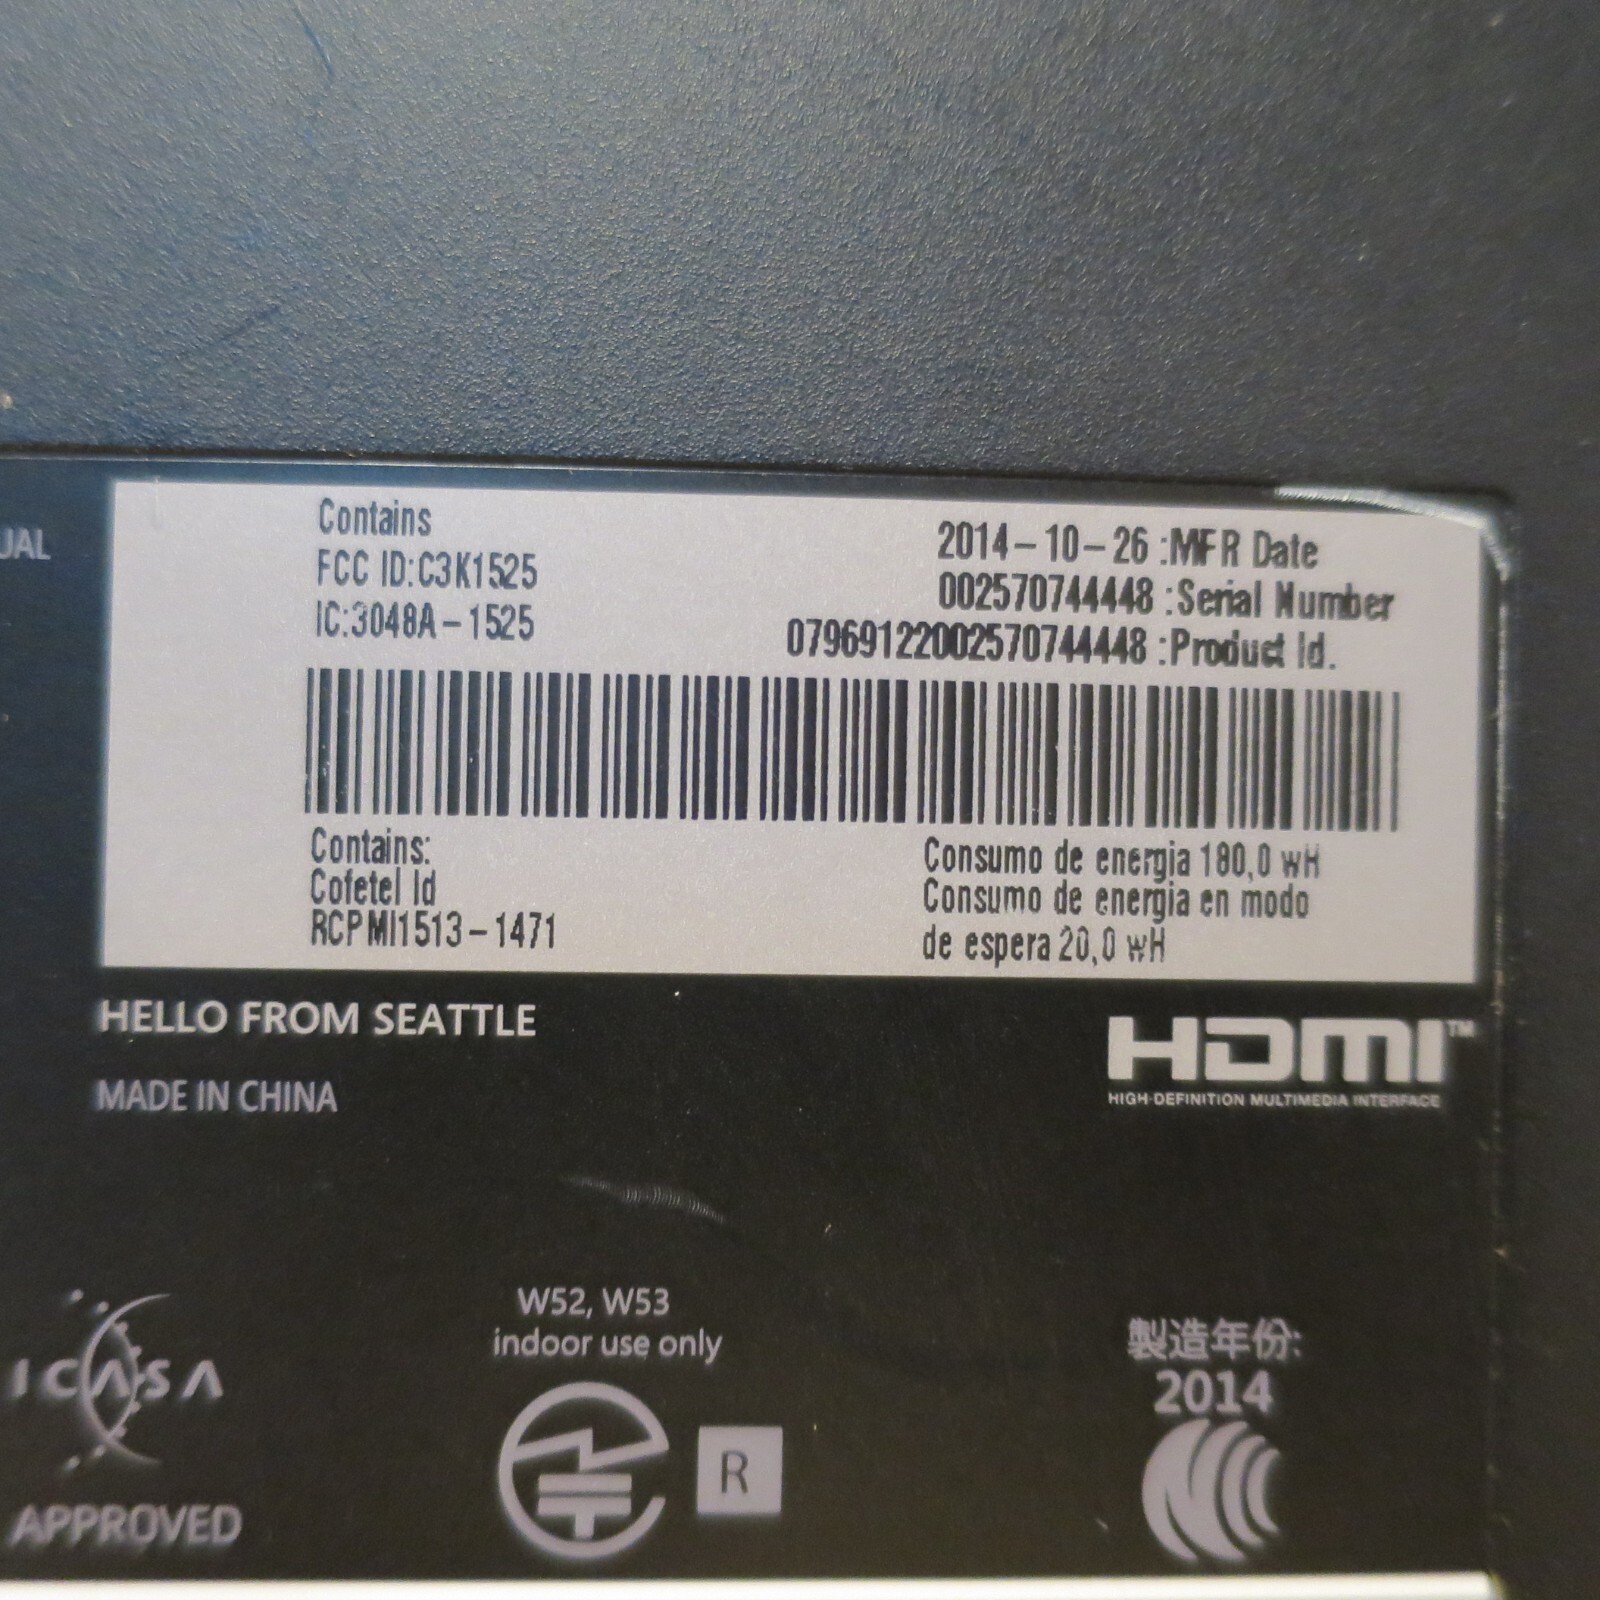 UAL
Contains
FCC ID:C3K1525
IC:3048A-1525
2014-10-26 :MFR Date
002570744448 :Serial Number
07969122002570744448 :Product Id.
Contains:
Cofetel Id
RCPMI1513-1471
Consumo de energia 180,0 wH
Consumo de energia en modo
de espera 20,0 wH
HELLO FROM SEATTLE
MADE IN CHINA
HDMI™
HIGH-DEFINITION MULTIMEDIA INTERFACE
ICASA
APPROVED
W52, W53
indoor use only
R
製造年份:
2014